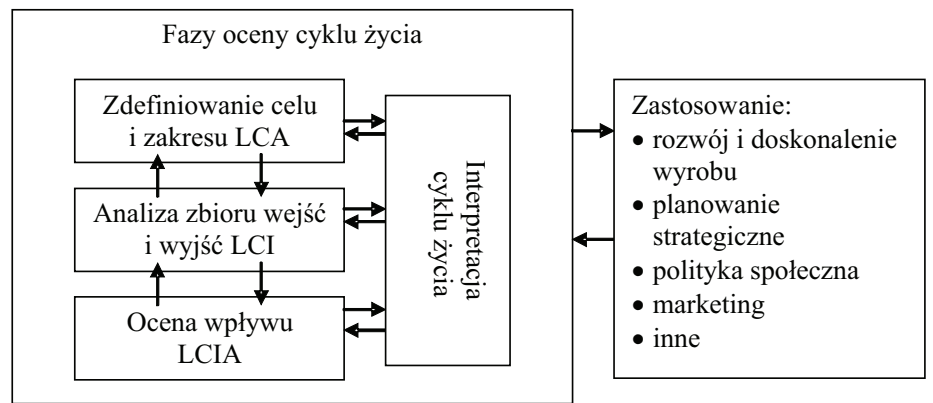 Fazy oceny cyklu życia
Zdefiniowanie celu
i zakresu LCA
Analiza zbioru wejść
i wyjść LCI
Ocena wpływu
LCIA
Interpretacja
cyklu życia
Zastosowanie:
• rozwój i doskonalenie
wyrobu
• planowanie
strategiczne
• polityka społeczna
• marketing
• inne